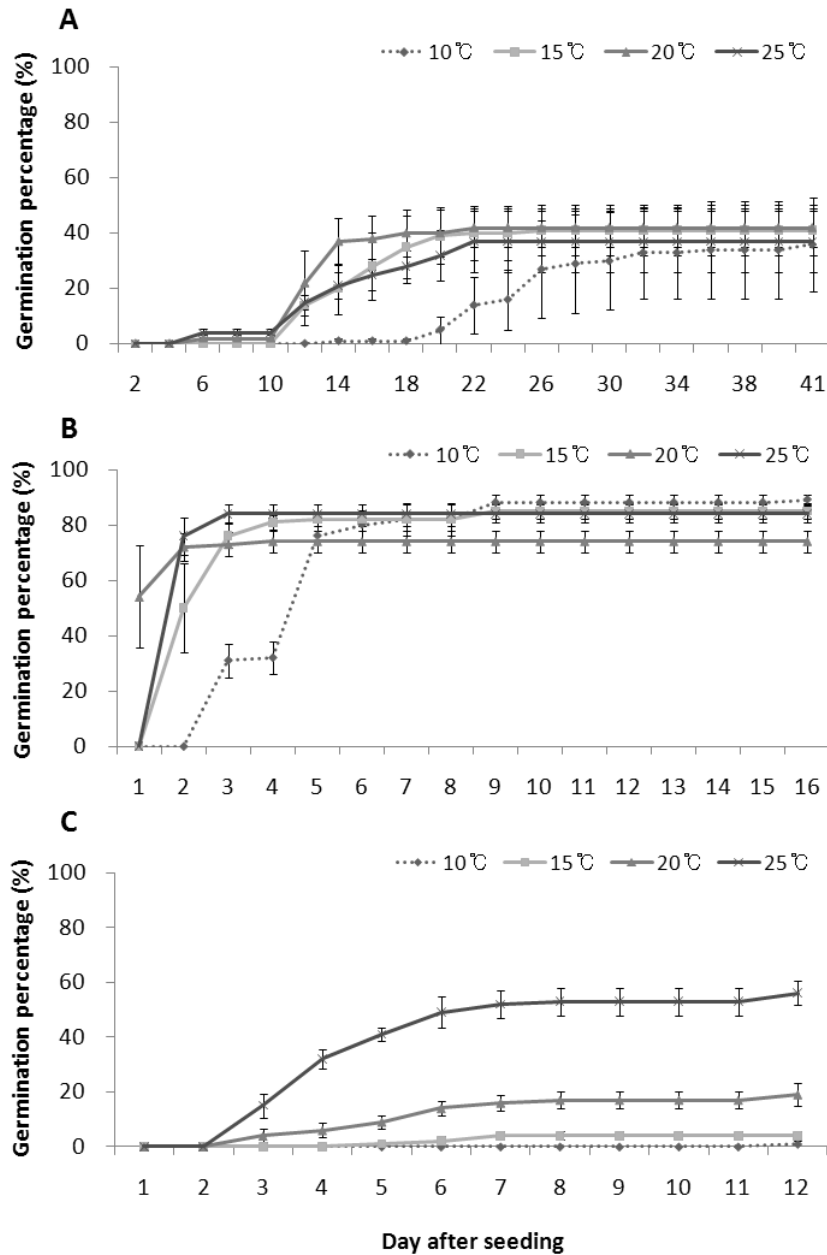 A
10℃ 15℃ 20℃ 25℃
Germination percentage (%)
100
80
60
40
20
0
2 6 10 14 18 22 26 30 34 38 41
B
10℃ 15℃ 20℃ 25℃
Germination percentage (%)
100
80
60
40
20
0
1 2 3 4 5 6 7 8 9 10 11 12 13 14 15 16
C
10℃ 15℃ 20℃ 25℃
Germination percentage (%)
100
80
60
40
20
0
1 2 3 4 5 6 7 8 9 10 11 12
Day after seeding